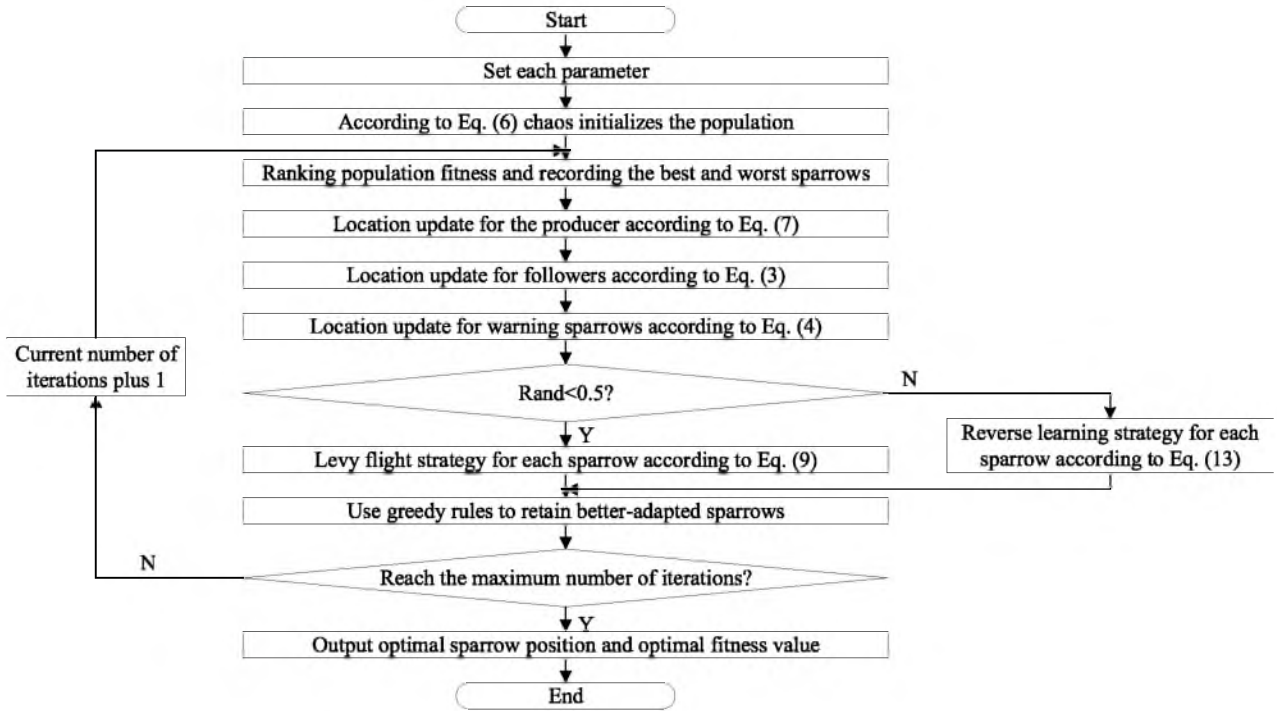 Start
Set each parameter
According to Eq. (6) chaos initializes the population
Ranking population fitness and recording the best and worst sparrows
Location update for the producer according to Eq. (7)
Location update for followers according to Eq. (3)
Location update for warning sparrows according to Eq. (4)
Current number of
iterations plus 1
Rand<0.5?
N
Y
Reverse learning strategy for each
sparrow according to Eq. (13)
Levy flight strategy for each sparrow according to Eq. (9)
Use greedy rules to retain better-adapted sparrows
N
Reach the maximum number of iterations?
Y
Output optimal sparrow position and optimal fitness value
End